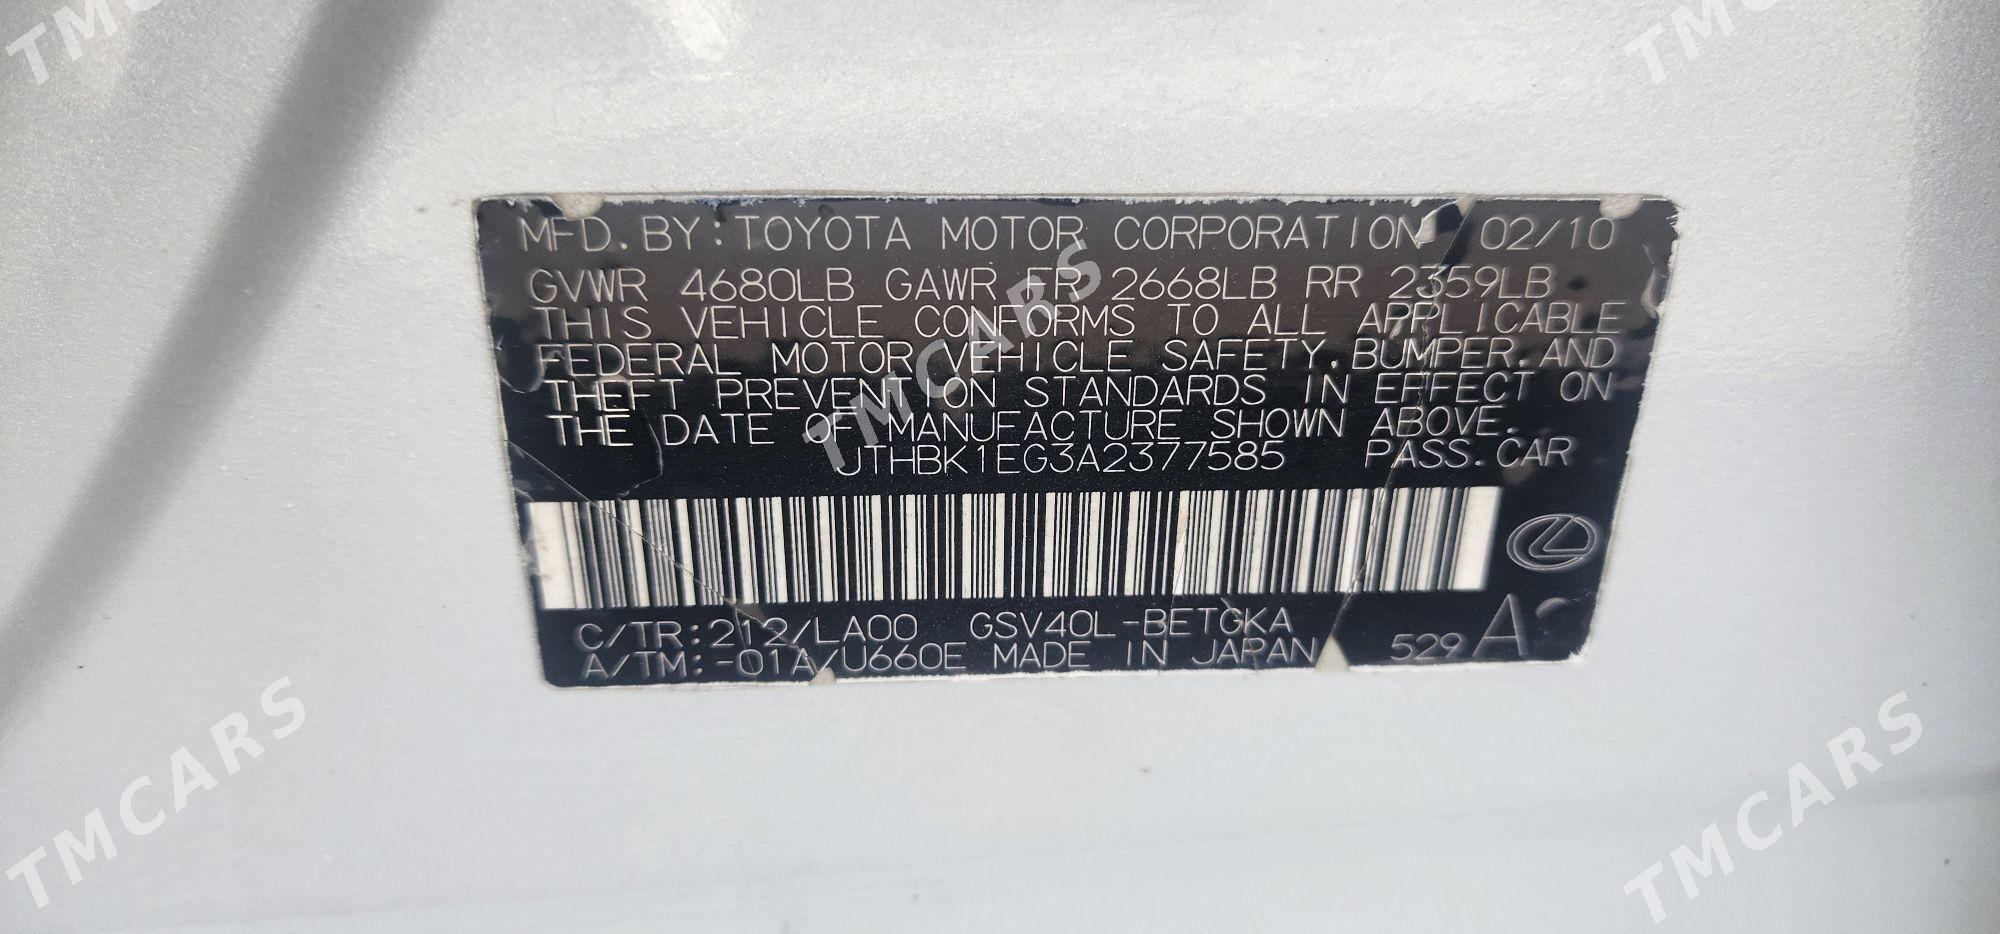 TMCARS
TMCARS
MFD. BY: TOYOTA MOTOR CORPORATION 02/10
GVWR 4680LB GAWR FR 2668LB RR 2359LB
THIS VEHICLE CONFORMS TO ALL APPLICABLE
FEDERAL MOTOR VEHICLE SAFETY, BUMPER, AND
THEFT PREVENTION STANDARDS IN EFFECT ON
THE DATE OF MANUFACTURE SHOWN ABOVE.
TMCARS
JTHBK1EG3A2377585 PASS. CAR
C/TR: 212/LA00 GSV40L-BETGKA
A/TM: -01A/U660E MADE IN JAPAN 529 A
TMCARS
TMCARS